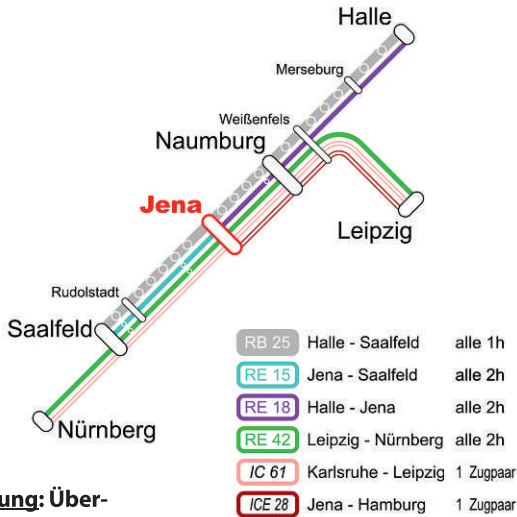 Halle
Merseburg
Weißenfels
Naumburg
Jena
Leipzig
Rudolstadt
Saalfeld
Nürnberg
RB 25 Halle - Saalfeld alle 1h
RE 15 Jena - Saalfeld alle 2h
RE 18 Halle - Jena alle 2h
RE 42 Leipzig - Nürnberg alle 2h
IC 61 Karlsruhe - Leipzig 1 Zugpaar
ICE 28 Jena - Hamburg 1 Zugpaar
ung: Über-